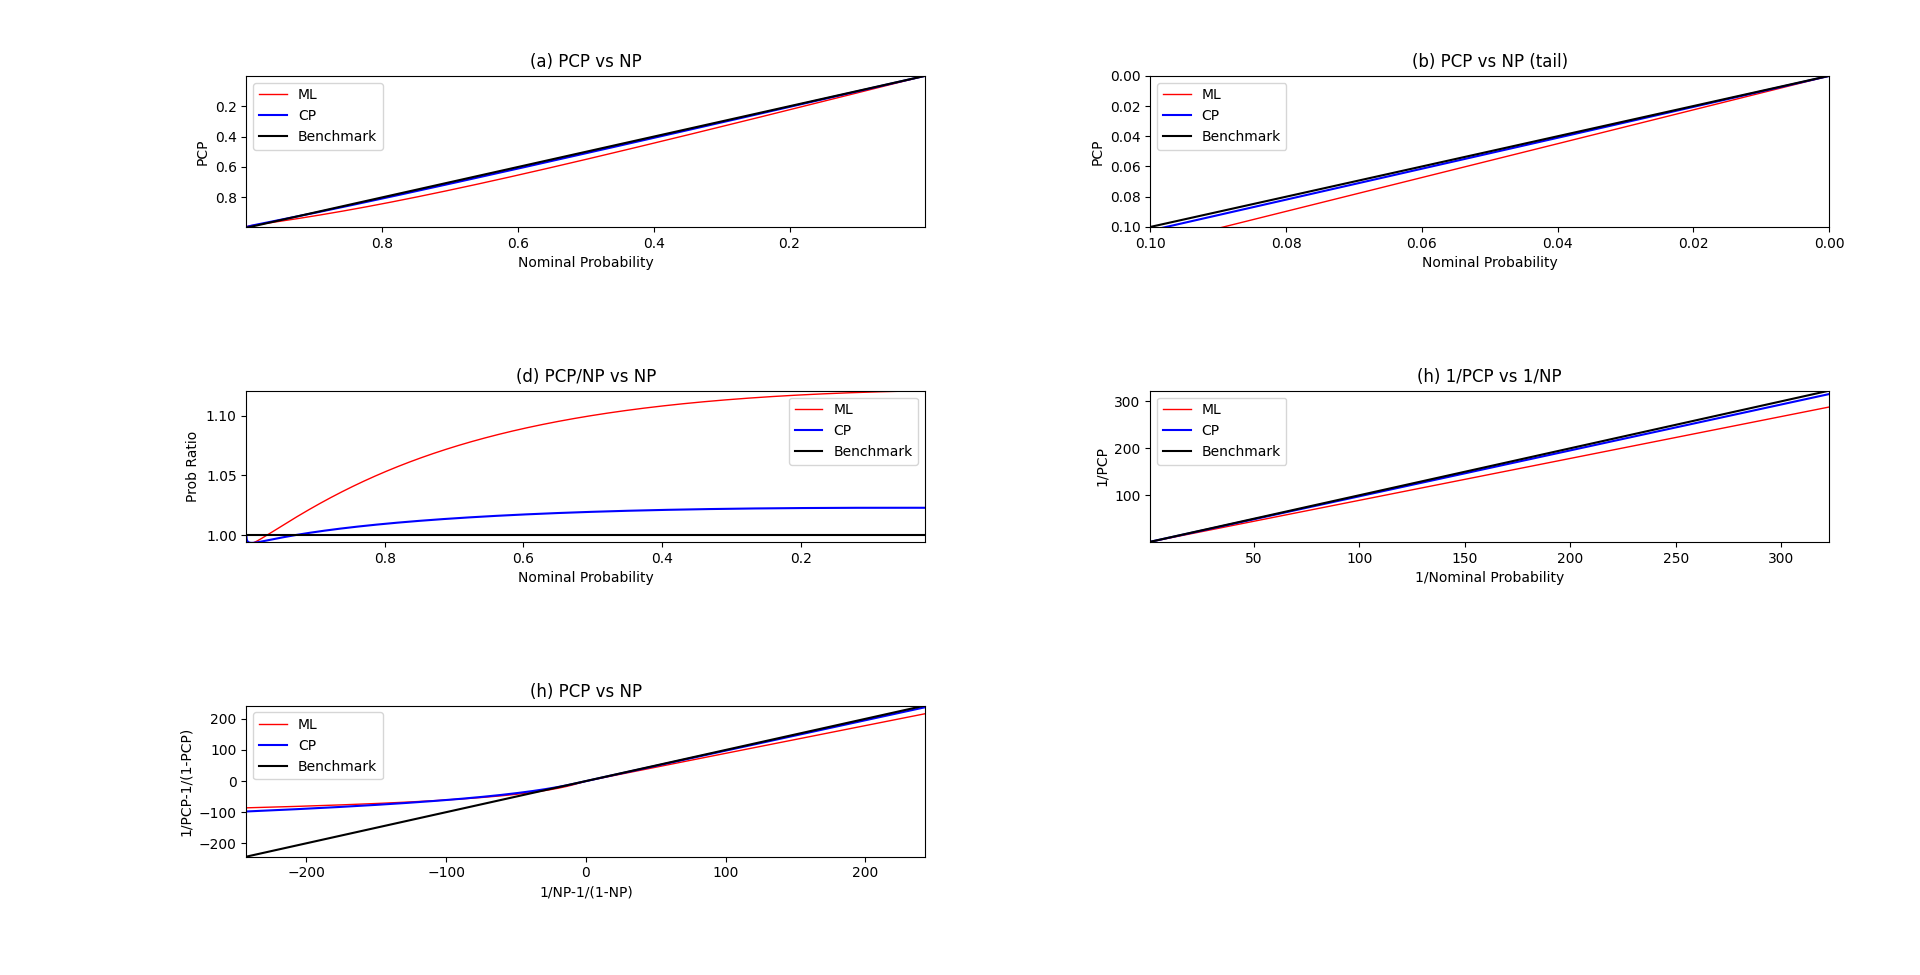 (a) PCP vs NP
PCP
0.2
0.4
0.6
0.8
ML
CP
Benchmark
0.8 0.6 0.4 0.2
Nominal Probability
(b) PCP vs NP (tail)
PCP
0.00
0.02
0.04
0.06
0.08
0.10
ML
CP
Benchmark
0.10 0.08 0.06 0.04 0.02 0.00
Nominal Probability
(d) PCP/NP vs NP
Prob Ratio
1.10
1.05
1.00
ML
CP
Benchmark
0.8 0.6 0.4 0.2
Nominal Probability
(h) 1/PCP vs 1/NP
1/PCP
300
200
100
ML
CP
Benchmark
50 100 150 200 250 300
1/Nominal Probability
(h) PCP vs NP
1/PCP-1/(1-PCP)
200
100
0
−100
−200
ML
CP
Benchmark
−200 −100 0 100 200
1/NP-1/(1-NP)